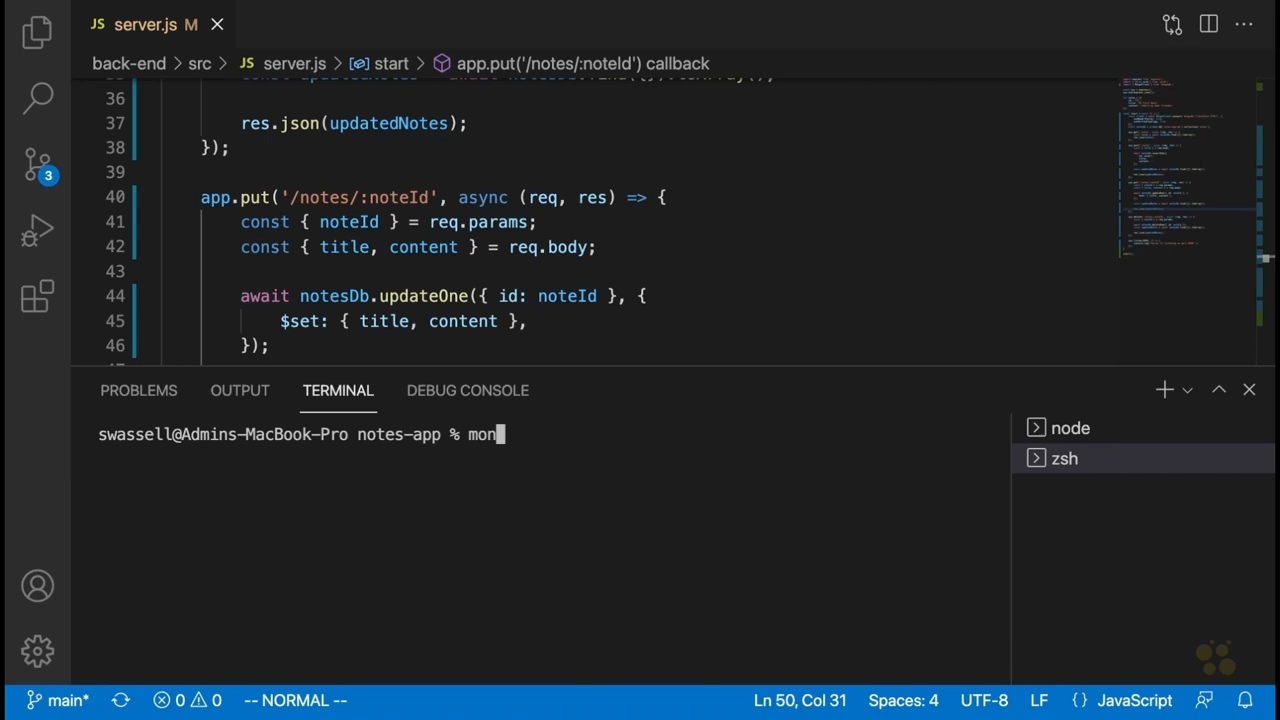 JS server.js M
back-end > src > JS server.js > start > app.put('/notes/:noteId') callback
36
37 res.json(updatedNotes);
38 });
39
40 app.put('/notes/:noteId', async (req, res) => {
41 const { noteId } = req.params;
42 const { title, content } = req.body;
43
44 await notesDb.updateOne({ id: noteId }, {
45 $set: { title, content },
46 });
3
PROBLEMS OUTPUT TERMINAL DEBUG CONSOLE
swassell@Admins-MacBook-Pro notes-app % mon
node
zsh
main* 0 0 -- NORMAL -- Ln 50, Col 31 Spaces: 4 UTF-8 LF {} JavaScript